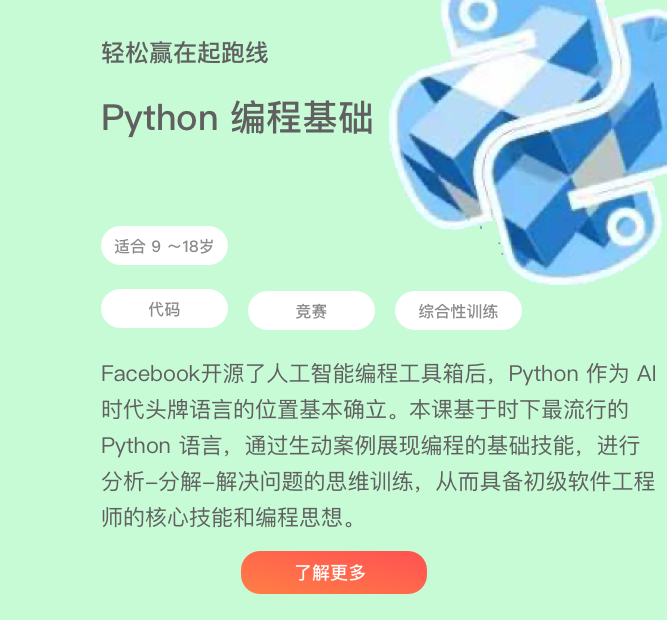 轻松赢在起跑线
Python 编程基础
适合 9 ～18岁
代码
竞赛
综合性训练
Facebook开源了人工智能编程工具箱后，Python 作为 AI
时代头牌语言的位置基本确立。本课基于时下最流行的
Python 语言，通过生动案例展现编程的基础技能，进行
分析–分解–解决问题的思维训练，从而具备初级软件工程
师的核心技能和编程思想。
了解更多